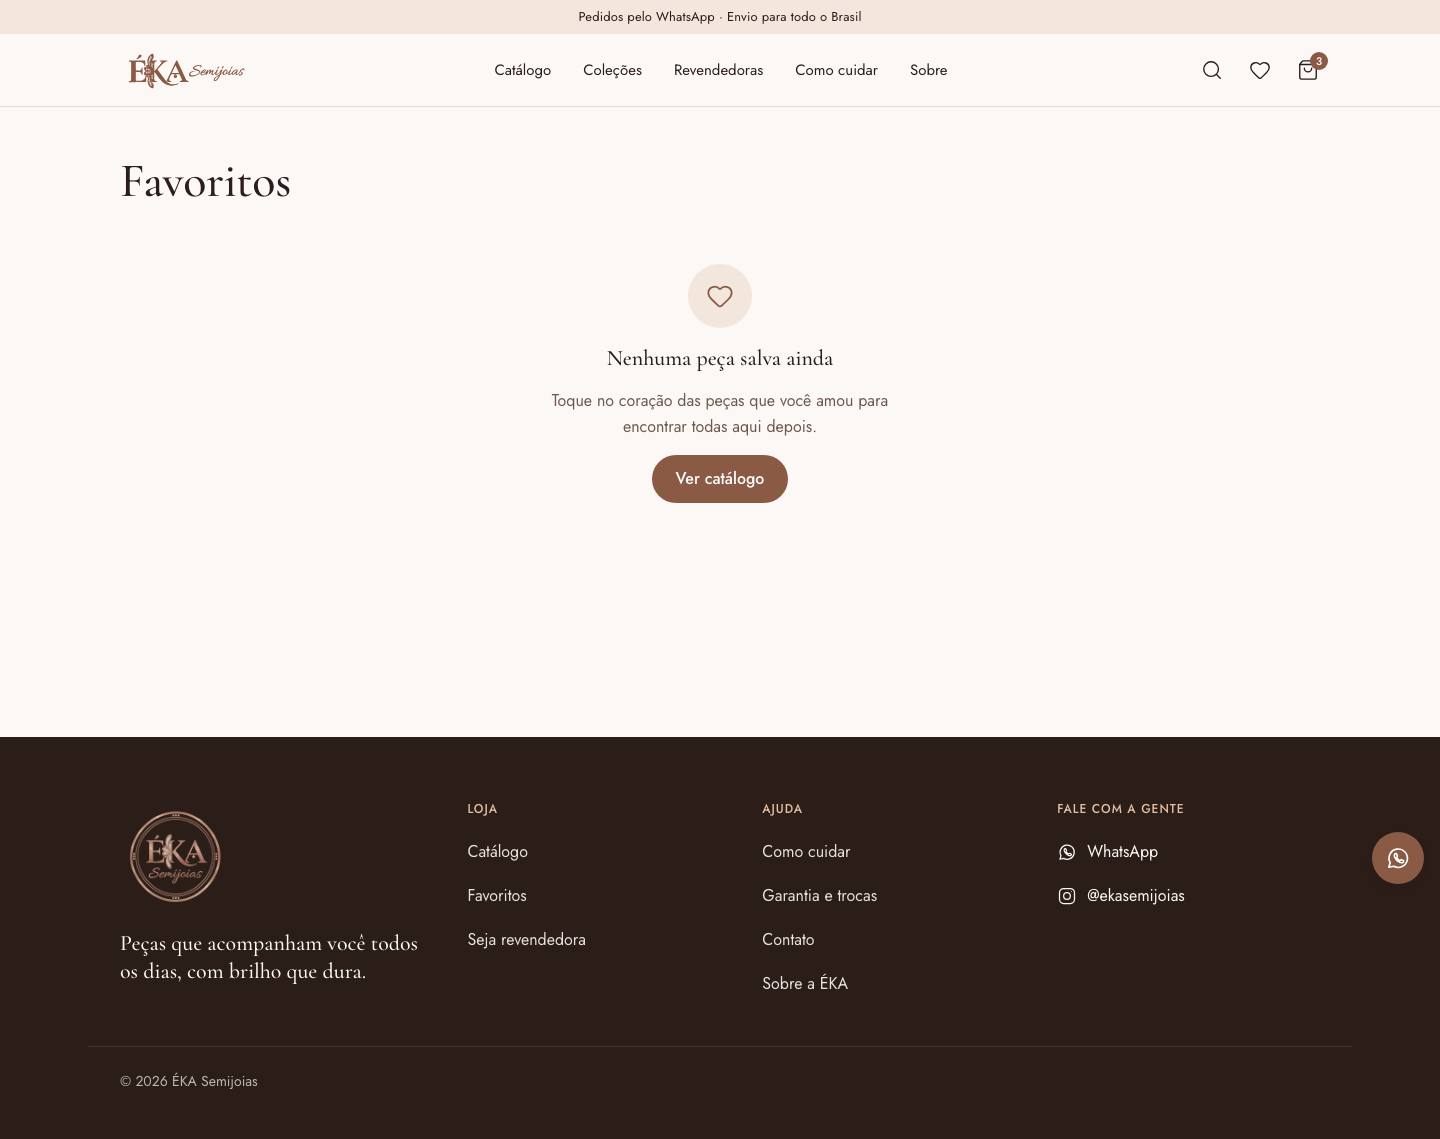 Pedidos pelo WhatsApp · Envio para todo o Brasil
ÉKA Semijoias
Catálogo
Coleções
Revendedoras
Como cuidar
Sobre
3
Favoritos
Nenhuma peça salva ainda
Toque no coração das peças que você amou para
encontrar todas aqui depois.
Ver catálogo
ÉKA
Semijoias
Peças que acompanham você todos
os dias, com brilho que dura.
LOJA
Catálogo
Favoritos
Seja revendedora
AJUDA
Como cuidar
Garantia e trocas
Contato
Sobre a ÉKA
FALE COM A GENTE
WhatsApp
@ekasemijoias
© 2026 ÉKA Semijoias